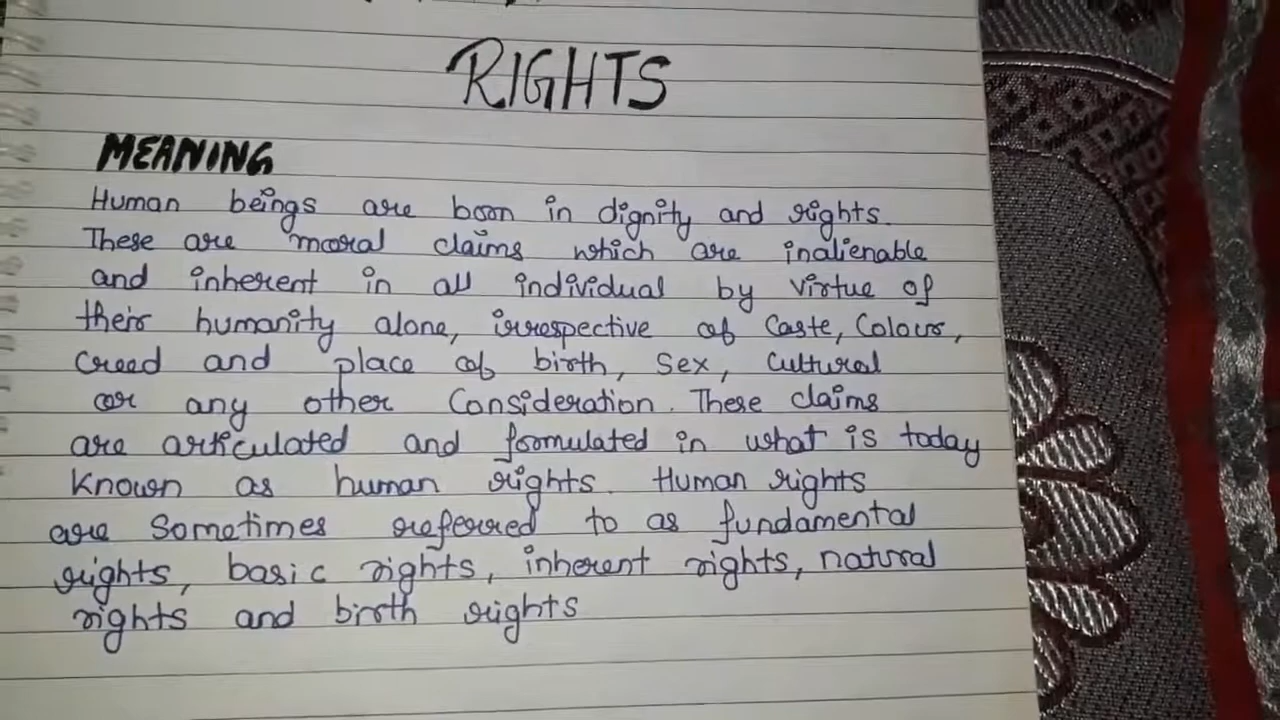 RIGHTS
MEANING
Human beings are born in dignity and rights.
These are moral claims which are inalienable
and inherent in all individual by virtue of
their humanity alone, irrespective of Caste, Colour,
Creed and place of birth, Sex, Cultural
or any other Consideration. These claims
are articulated and formulated in what is today
Known as human rights. Human rights
are Sometimes referred to as fundamental
rights, basic rights, inherent rights, natural
rights and birth rights